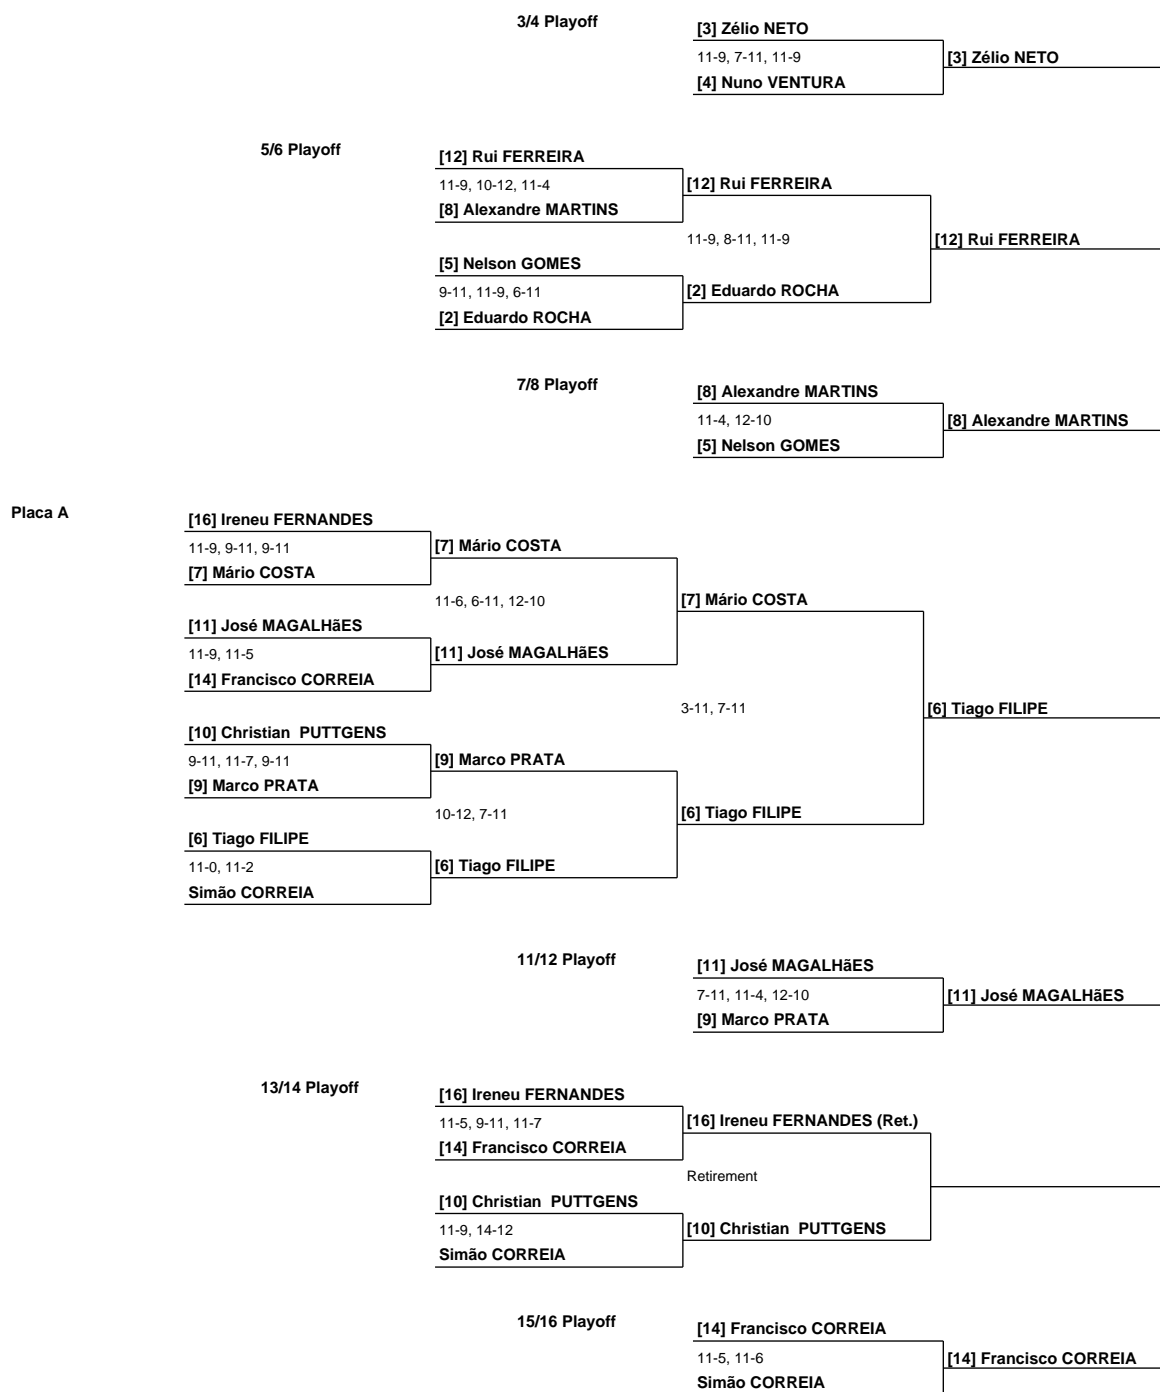 3/4 Playoff
[3] Zélio NETO
11-9, 7-11, 11-9
[3] Zélio NETO
[4] Nuno VENTURA
5/6 Playoff
[12] Rui FERREIRA
11-9, 10-12, 11-4
[12] Rui FERREIRA
[8] Alexandre MARTINS
11-9, 8-11, 11-9
[12] Rui FERREIRA
[5] Nelson GOMES
9-11, 11-9, 6-11
[2] Eduardo ROCHA
[2] Eduardo ROCHA
7/8 Playoff
[8] Alexandre MARTINS
11-4, 12-10
[8] Alexandre MARTINS
[5] Nelson GOMES
Placa A
[16] Ireneu FERNANDES
11-9, 9-11, 9-11
[7] Mário COSTA
[7] Mário COSTA
11-6, 6-11, 12-10
[7] Mário COSTA
[11] José MAGALHãES
11-9, 11-5
[11] José MAGALHãES
[14] Francisco CORREIA
3-11, 7-11
[6] Tiago FILIPE
[10] Christian  PUTTGENS
9-11, 11-7, 9-11
[9] Marco PRATA
[9] Marco PRATA
10-12, 7-11
[6] Tiago FILIPE
[6] Tiago FILIPE
11-0, 11-2
[6] Tiago FILIPE
Simão CORREIA
11/12 Playoff
[11] José MAGALHãES
7-11, 11-4, 12-10
[11] José MAGALHãES
[9] Marco PRATA
13/14 Playoff
[16] Ireneu FERNANDES
11-5, 9-11, 11-7
[16] Ireneu FERNANDES (Ret.)
[14] Francisco CORREIA
Retirement
[10] Christian  PUTTGENS
11-9, 14-12
[10] Christian  PUTTGENS
Simão CORREIA
15/16 Playoff
[14] Francisco CORREIA
11-5, 11-6
[14] Francisco CORREIA
Simão CORREIA